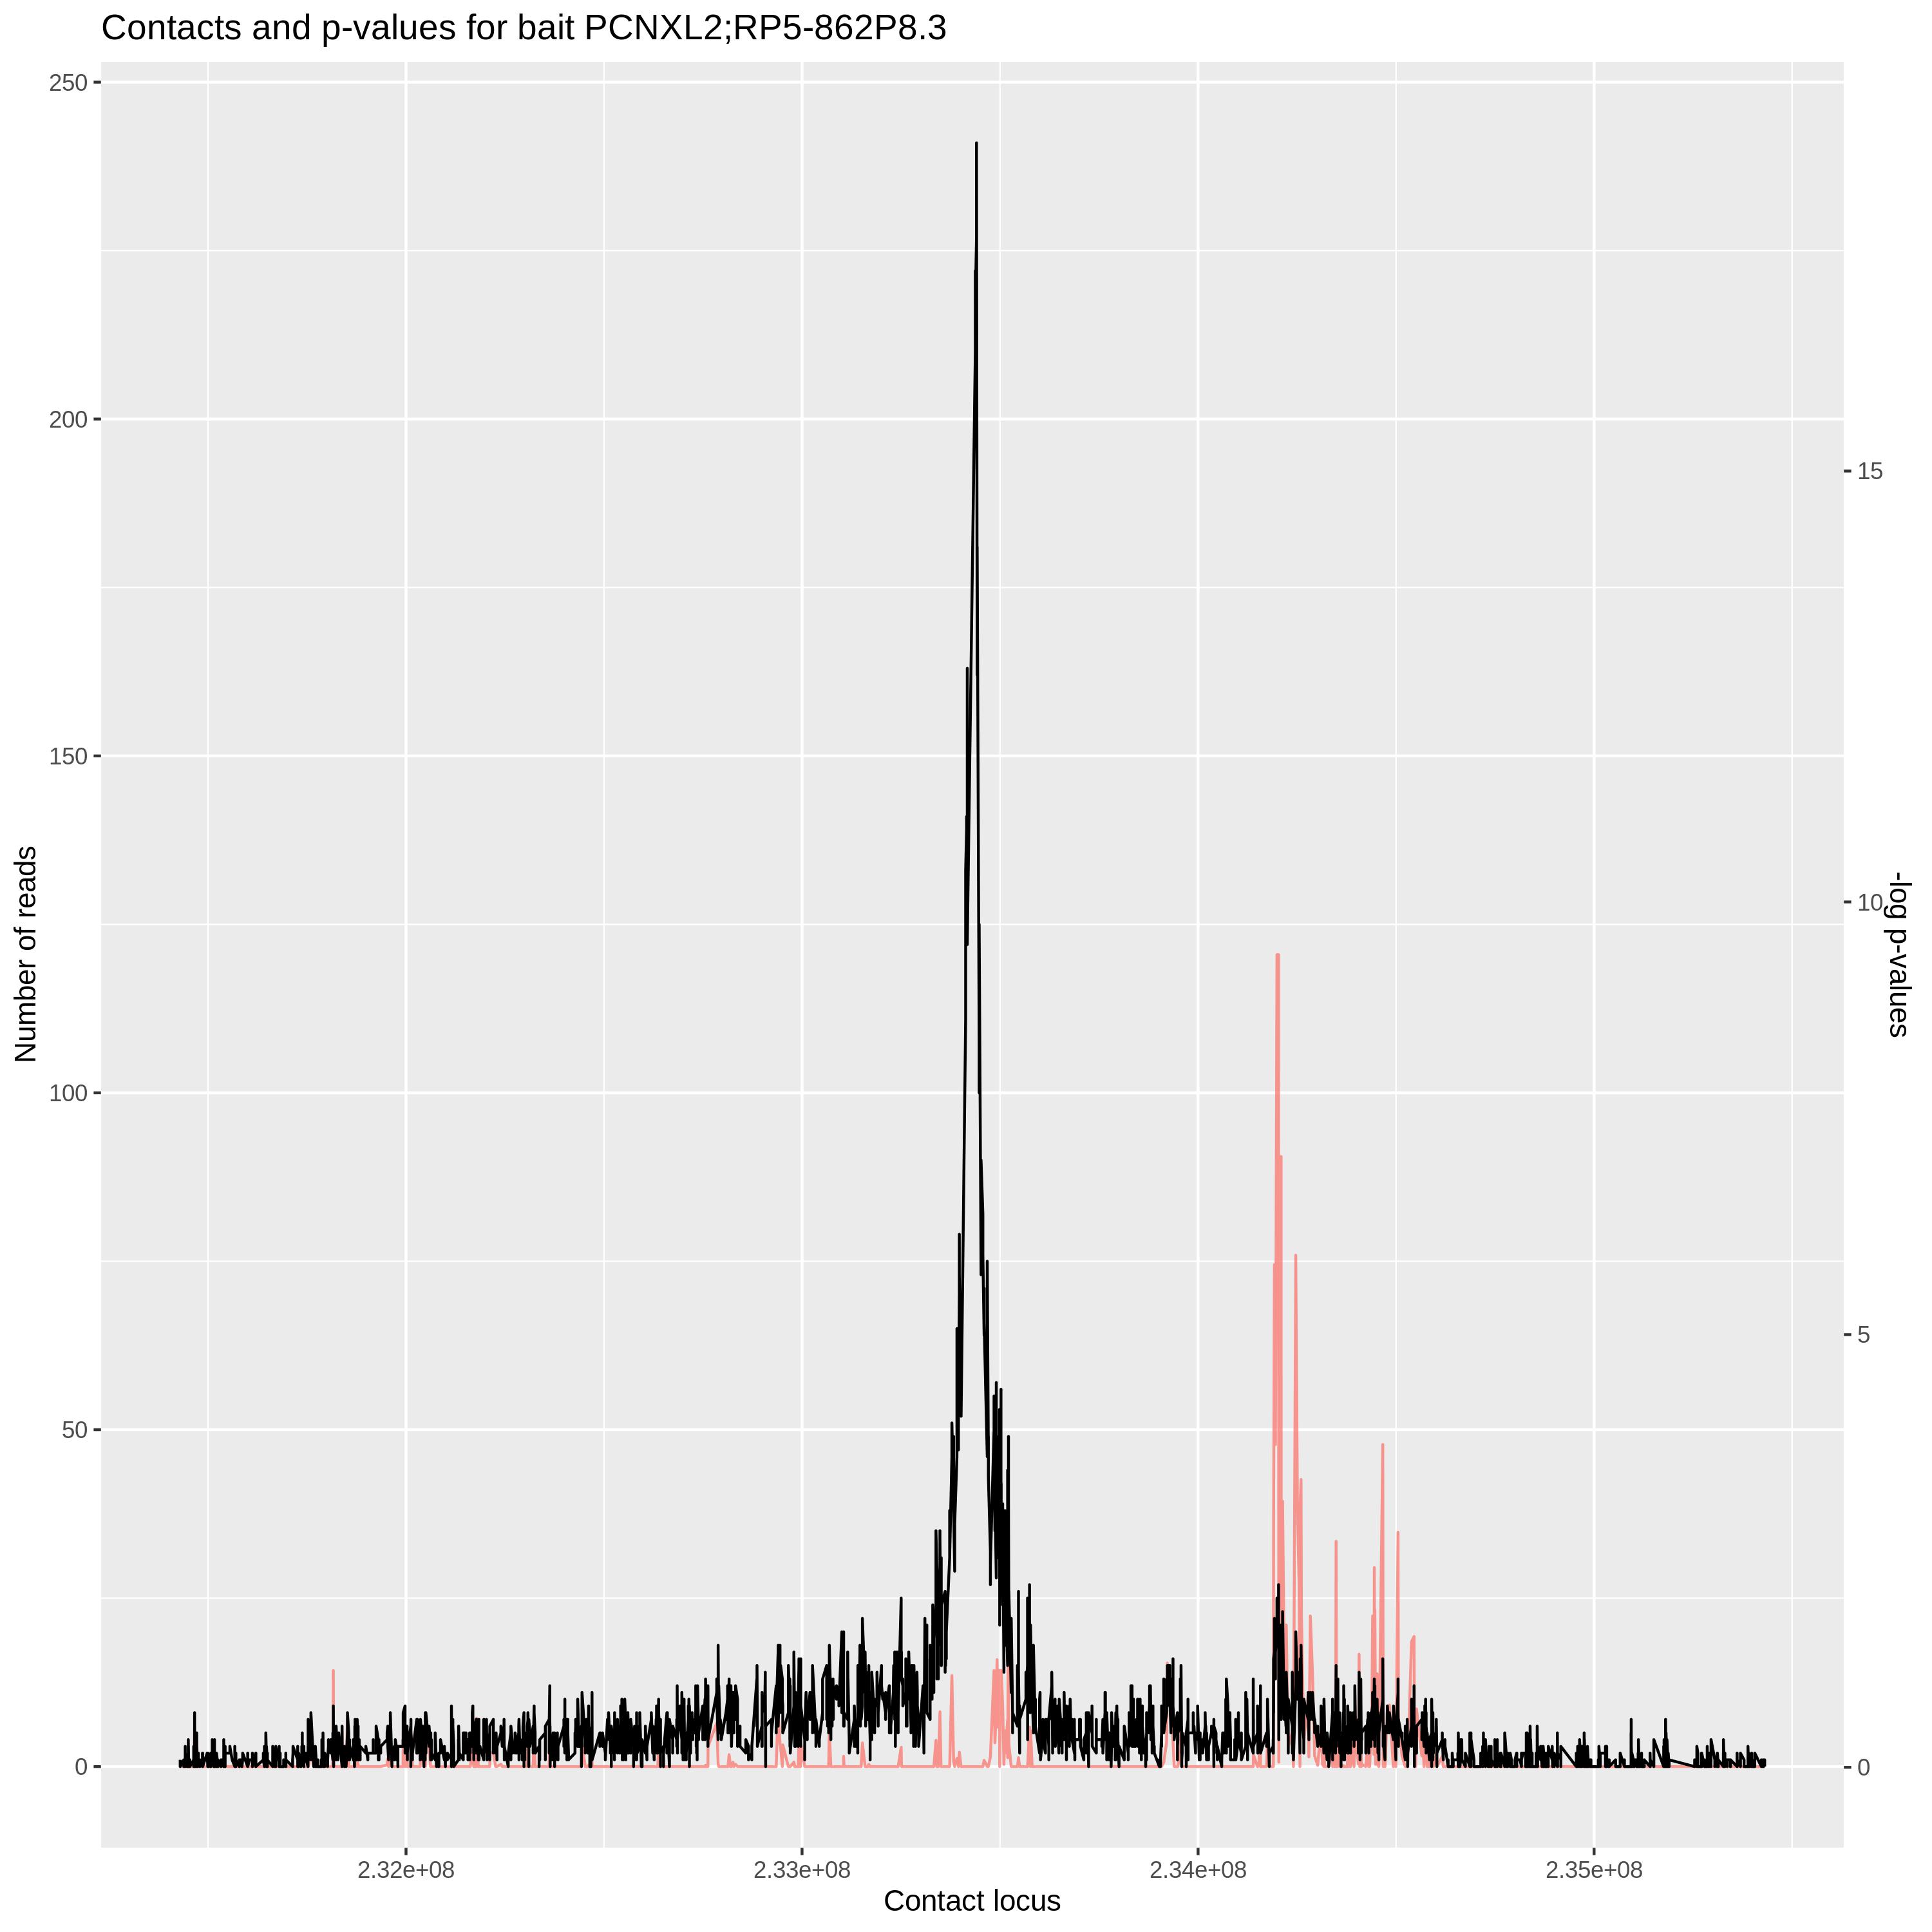 Contacts and p-values for bait PCNXL2;RP5-862P8.3
250
200
150
100
50
0
Number of reads
15
10
5
0
-log p-values
2.32e+08
2.33e+08
2.34e+08
2.35e+08
Contact locus